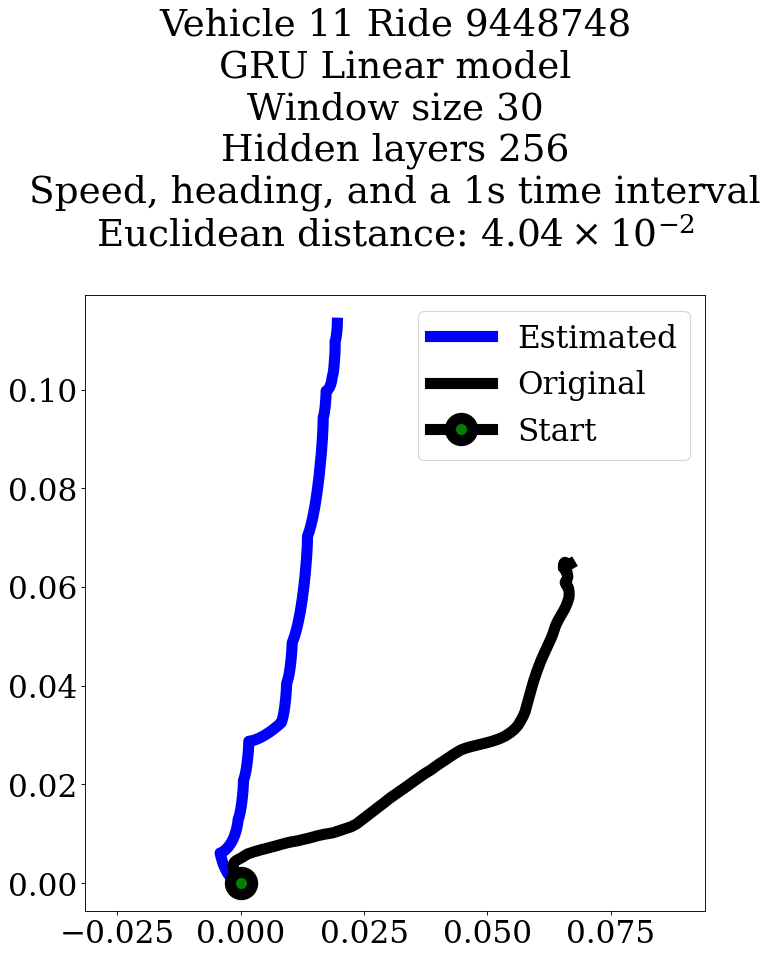 Vehicle 11 Ride 9448748
GRU Linear model
Window size 30
Hidden layers 256
Speed, heading, and a 1s time interval
Euclidean distance: 4.04 × 10⁻²
Estimated
Original
Start
0.10
0.08
0.06
0.04
0.02
0.00
−0.025 0.000 0.025 0.050 0.075